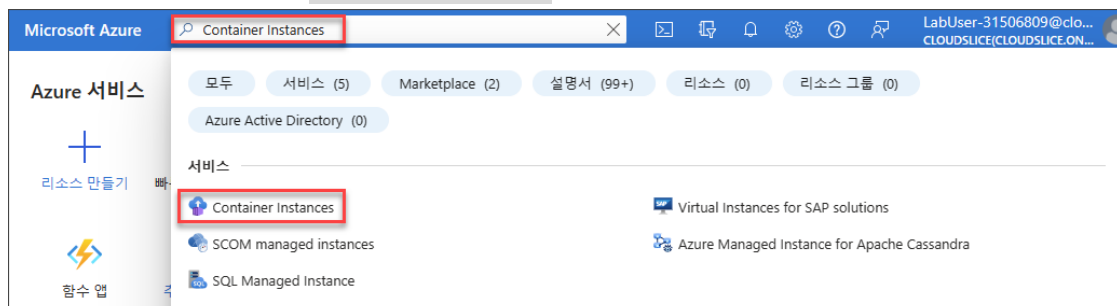 Microsoft Azure
Container Instances
LabUser-31506809@clo...
CLOUDSLICE(CLOUDSLICE.ON...
Azure 서비스
모두
서비스 (5)
Marketplace (2)
설명서 (99+)
리소스 (0)
리소스 그룹 (0)
Azure Active Directory (0)
서비스
리소스 만들기
Container Instances
Virtual Instances for SAP solutions
SCOM managed instances
Azure Managed Instance for Apache Cassandra
SQL Managed Instance
함수 앱